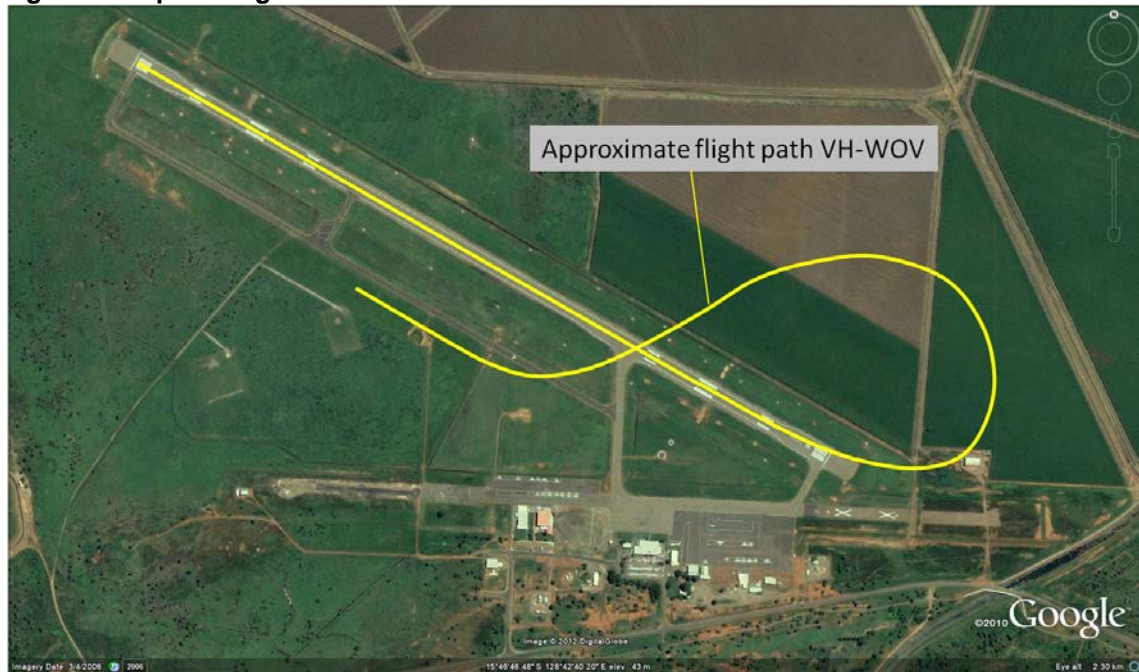 N
Approximate flight path VH-WOV
©2010 Google
Image © 2012 DigitalGlobe
Imagery Date: 3/4/2006 2006 15°46'46.48" S 128°42'40.20" E elev 43 m Eye alt 2.30 km